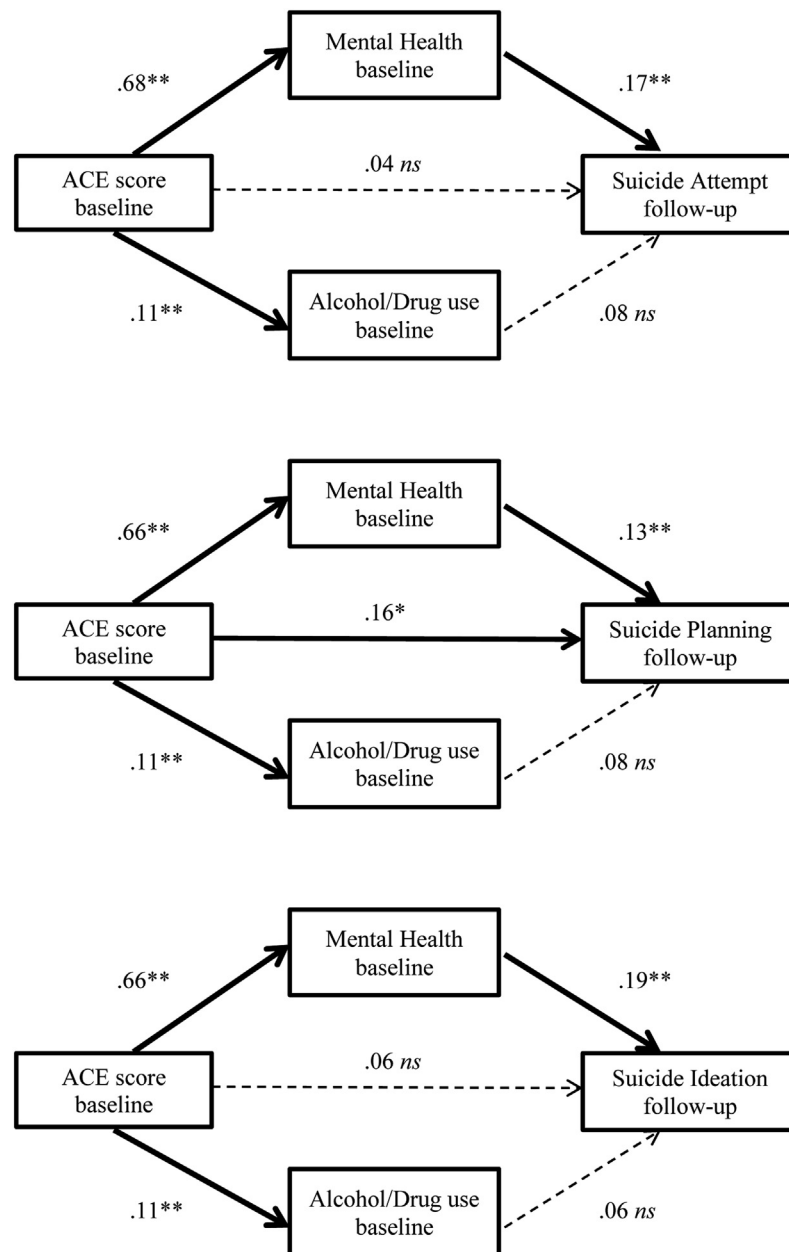 Mental Health
baseline
.68**
.17**
.04 ns
ACE score
baseline
Suicide Attempt
follow-up
Alcohol/Drug use
baseline
.11**
.08 ns
Mental Health
baseline
.66**
.13**
.16*
ACE score
baseline
Suicide Planning
follow-up
Alcohol/Drug use
baseline
.11**
.08 ns
Mental Health
baseline
.66**
.19**
.06 ns
ACE score
baseline
Suicide Ideation
follow-up
Alcohol/Drug use
baseline
.11**
.06 ns